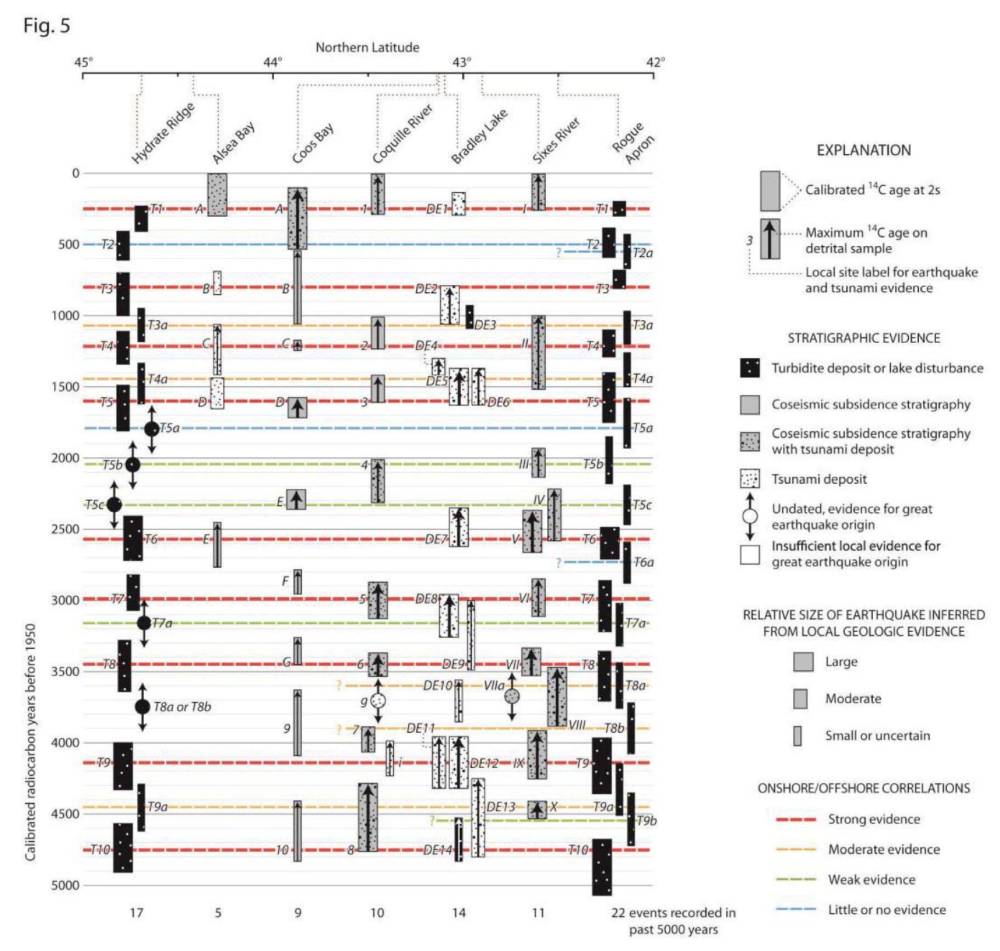 Fig. 5
Northern Latitude
45° 44° 43° 42°
Hydrate Ridge
Alsea Bay
Coos Bay
Coquille River
Bradley Lake
Sixes River
Rogue
Apron
Calibrated radiocarbon years before 1950
0
T1 A A 1 DE1 I T1
500 T2 T2
? T2a
T3 B B DE2 T3
1000
T3a DE3 T3a
T4 C C 2 DE4 II T4
T4a DE5 T4a
1500
T5 D D 3 DE6 T5
T5a T5a
2000
T5b 4 III T5b
T5c E IV T5c
2500
T6 E DE7 V T6
? T6a
F
3000 T7 5 DE8 VI T7
T7a T7a
T8 G 6 DE9 VII T8
3500
? DE10 VIIa T8a
g
T8a or T8b
9 ? 7 DE11 VIII T8b
4000
T9 i DE12 IX T9
T9a DE13 X T9a
4500
? T9b
T10 10 8 DE14 T10
5000
17 5 9 10 14 11 22 events recorded in
past 5000 years
EXPLANATION
Calibrated 14C age at 2s
Maximum 14C age on
detrital sample
3
Local site label for earthquake
and tsunami evidence
STRATIGRAPHIC EVIDENCE
Turbidite deposit or lake disturbance
Coseismic subsidence stratigraphy
Coseismic subsidence stratigraphy
with tsunami deposit
Tsunami deposit
Undated, evidence for great
earthquake origin
Insufficient local evidence for
great earthquake origin
RELATIVE SIZE OF EARTHQUAKE INFERRED
FROM LOCAL GEOLOGIC EVIDENCE
Large
Moderate
Small or uncertain
ONSHORE/OFFSHORE CORRELATIONS
Strong evidence
Moderate evidence
Weak evidence
Little or no evidence